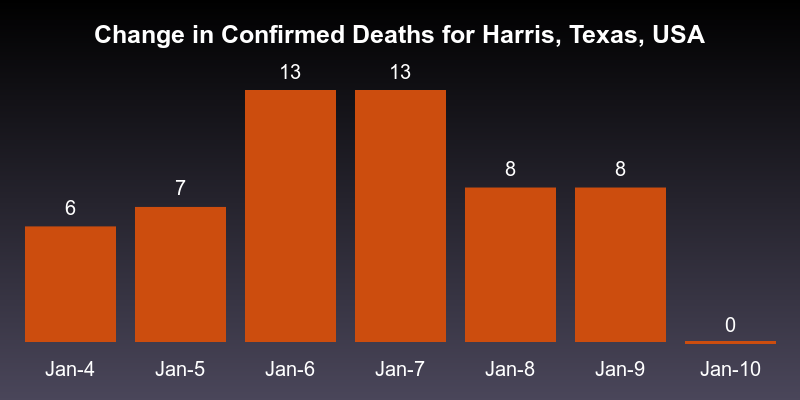 Change in Confirmed Deaths for Harris, Texas, USA
13 13
8 8
7
6
0
Jan-4 Jan-5 Jan-6 Jan-7 Jan-8 Jan-9 Jan-10